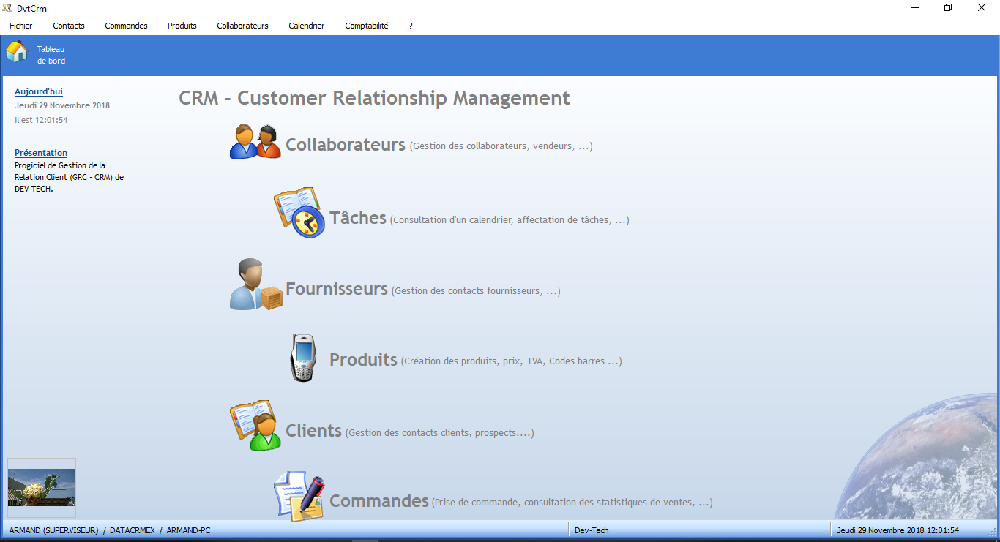 DvtCrm
Fichier Contacts Commandes Produits Collaborateurs Calendrier Comptabilité ?
Tableau
de bord
Aujourd'hui
Jeudi 29 Novembre 2018
Il est 12:01:54
Présentation
Progiciel de Gestion de la
Relation Client (GRC - CRM) de
DEV-TECH.
CRM - Customer Relationship Management
Collaborateurs (Gestion des collaborateurs, vendeurs, ...)
Tâches (Consultation d'un calendrier, affectation de tâches, ...)
Fournisseurs (Gestion des contacts fournisseurs, ...)
Produits (Création des produits, prix, TVA, Codes barres ...)
Clients (Gestion des contacts clients, prospects....)
Commandes (Prise de commande, consultation des statistiques de ventes, ...)
ARMAND (SUPERVISEUR) / DATACRMEX / ARMAND-PC Dev-Tech Jeudi 29 Novembre 2018 12:01:54